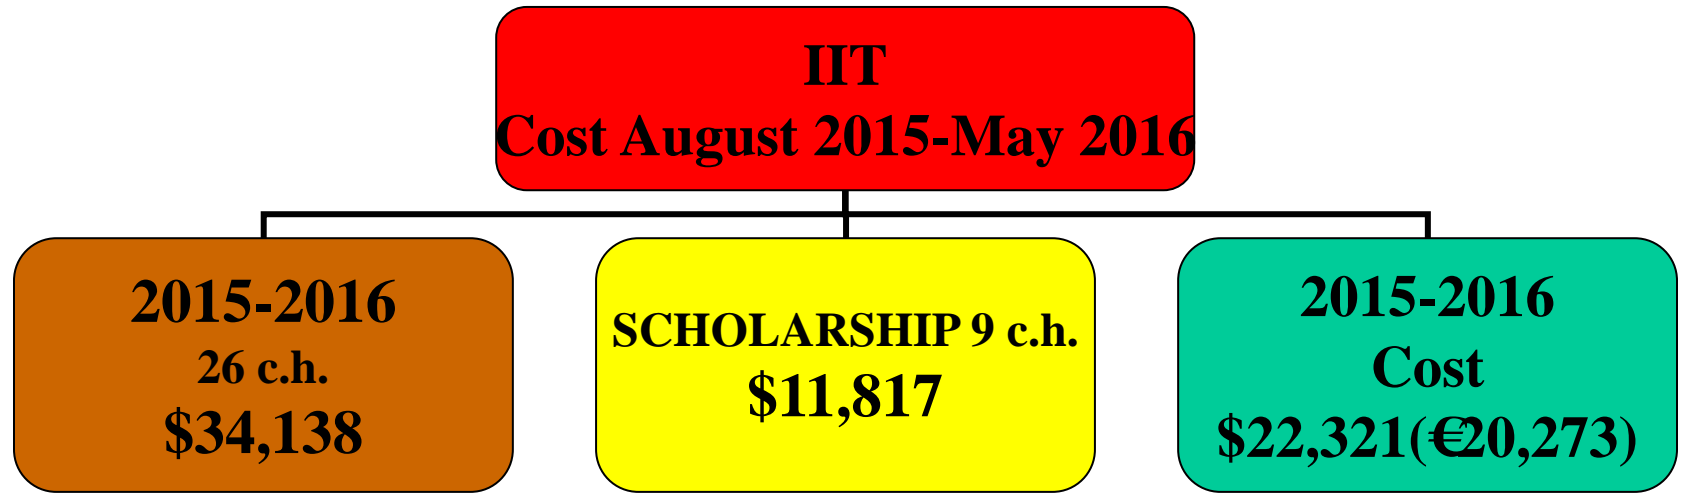 IIT
Cost August 2015-May 2016
2015-2016
26 c.h.
$34,138
SCHOLARSHIP 9 c.h.
$11,817
2015-2016
Cost
$22,321(€20,273)